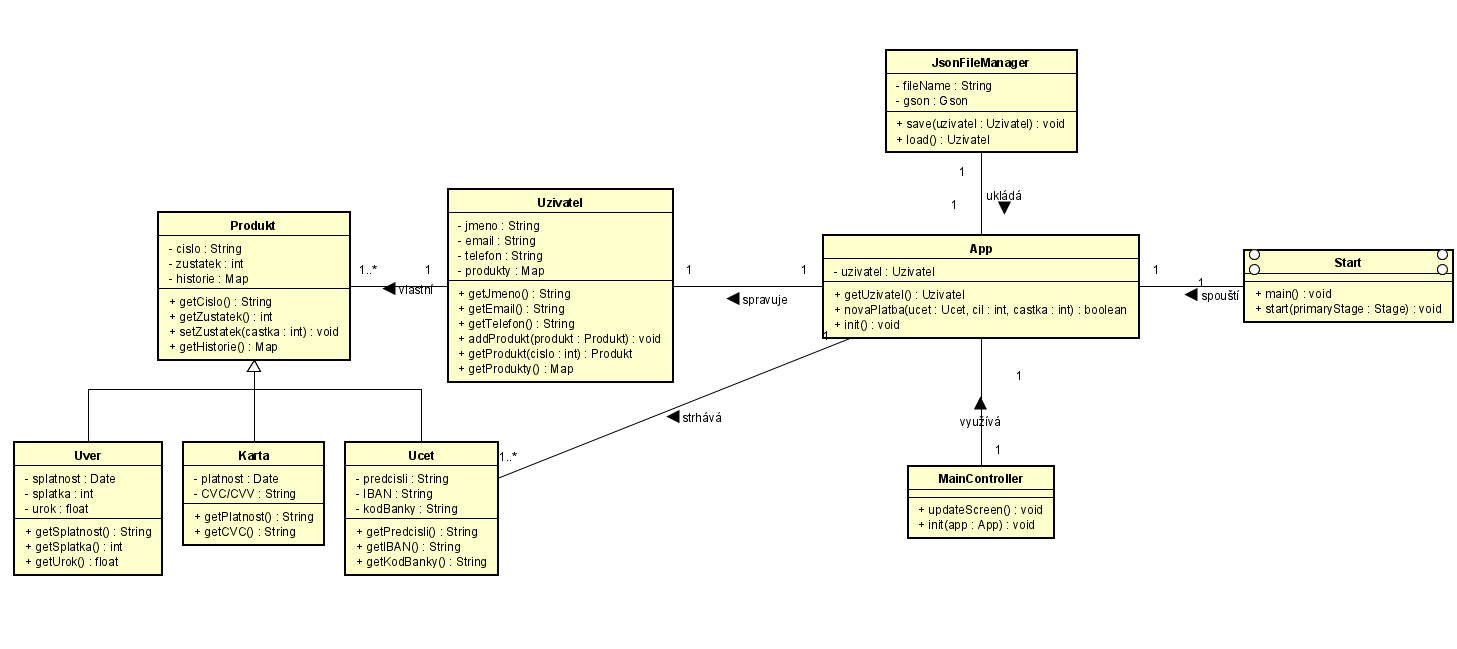 JsonFileManager
- fileName : String
- gson : Gson
+ save(uzivatel : Uzivatel) : void
+ load() : Uzivatel
1
ukládá
1
Produkt
- cislo : String
- zustatek : int
- historie : Map
+ getCislo() : String
+ getZustatek() : int
+ setZustatek(castka : int) : void
+ getHistorie() : Map
1..*
1
vlastní
Uzivatel
- jmeno : String
- email : String
- telefon : String
- produkty : Map
+ getJmeno() : String
+ getEmail() : String
+ getTelefon() : String
+ addProdukt(produkt : Produkt) : void
+ getProdukt(cislo : int) : Produkt
+ getProdukty() : Map
1
1
spravuje
App
- uzivatel : Uzivatel
+ getUzivatel() : Uzivatel
+ novaPlatba(ucet : Ucet, cil : int, castka : int) : boolean
+ init() : void
1
1
spouští
Start
+ main() : void
+ start(primaryStage : Stage) : void
1
strhává
1..*
1
využívá
1
Uver
- splatnost : Date
- splatka : int
- urok : float
+ getSplatnost() : String
+ getSplatka() : int
+ getUrok() : float
Karta
- platnost : Date
- CVC/CVV : String
+ getPlatnost() : String
+ getCVC() : String
Ucet
- predcisli : String
- IBAN : String
- kodBanky : String
+ getPredcisli() : String
+ getIBAN() : String
+ getKodBanky() : String
MainController
+ updateScreen() : void
+ init(app : App) : void